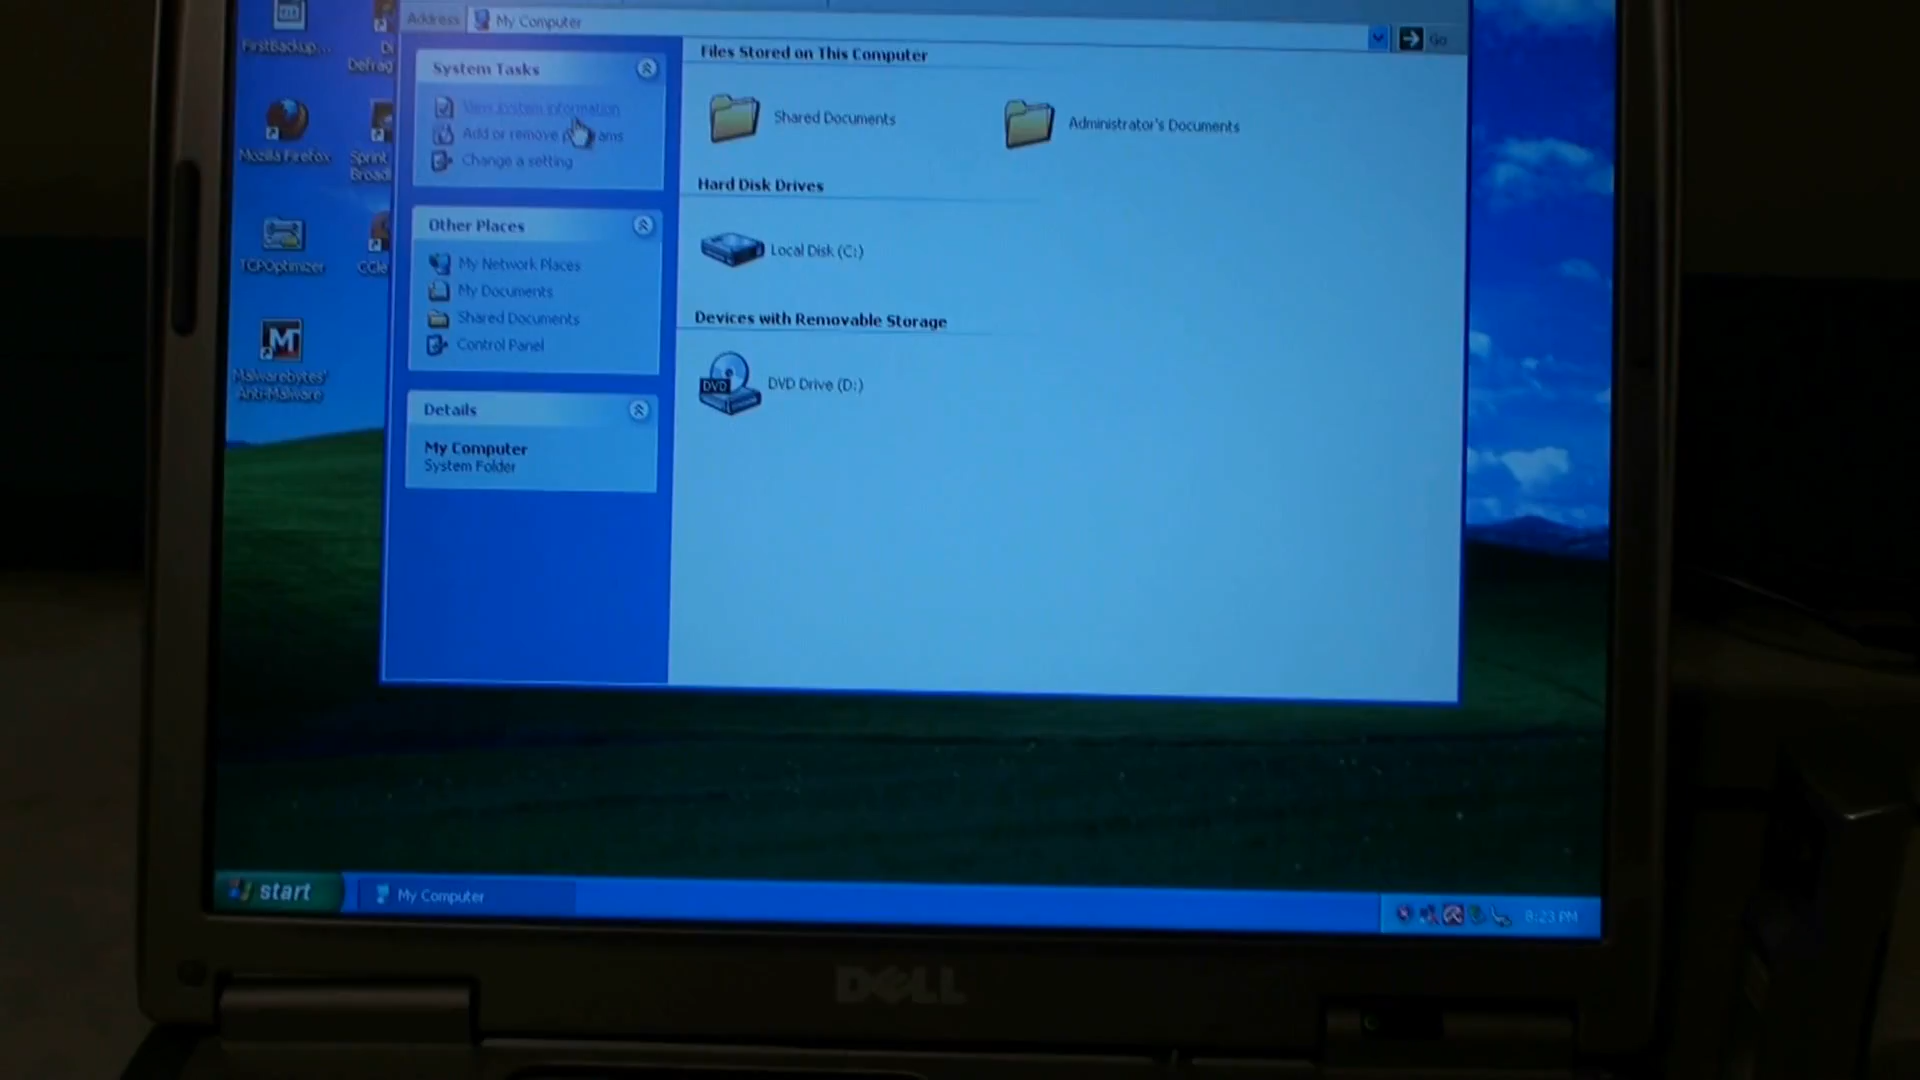 Address My Computer Go
FirstBackup...
Defrag
Mozilla Firefox
Sprint
Broad
TCPOptimizer
CCle
Malwarebytes'
Anti-Malware
System Tasks
View system information
Add or remove programs
Change a setting
Other Places
My Network Places
My Documents
Shared Documents
Control Panel
Details
My Computer
System Folder
Files Stored on This Computer
Shared Documents
Administrator's Documents
Hard Disk Drives
Local Disk (C:)
Devices with Removable Storage
DVD
DVD Drive (D:)
start
My Computer
8:23 PM
DELL